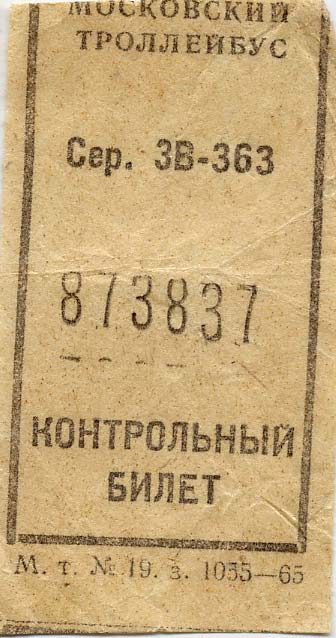 МОСКОВСКИЙ
ТРОЛЛЕЙБУС
Сер. ЗВ-363
873837
КОНТРОЛЬНЫЙ
БИЛЕТ
М. т. № 19. з. 1055—65